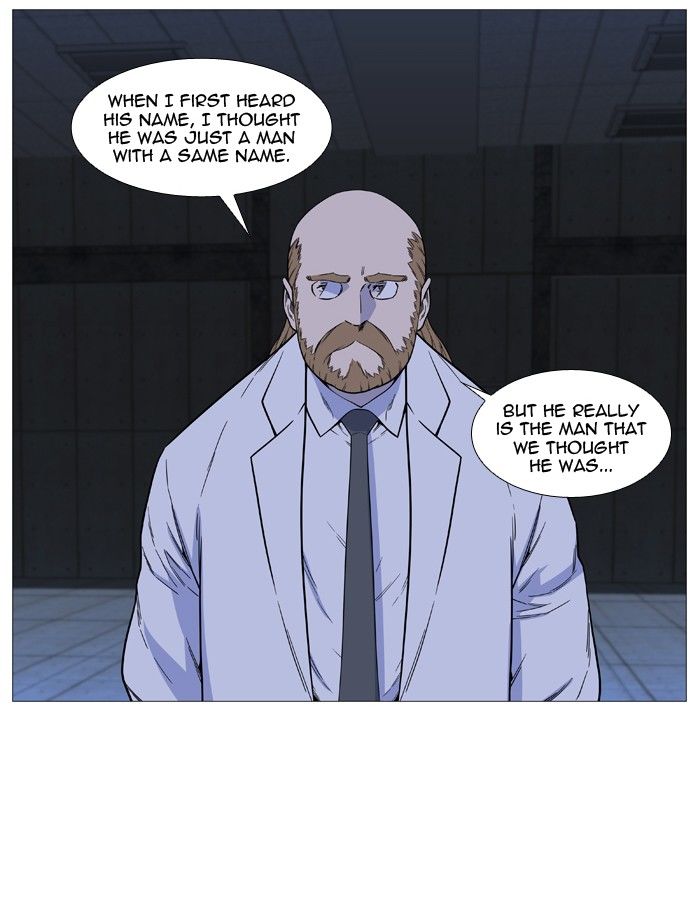 WHEN I FIRST HEARD
HIS NAME, I THOUGHT
HE WAS JUST A MAN
WITH A SAME NAME.
BUT HE REALLY
IS THE MAN THAT
WE THOUGHT
HE WAS...